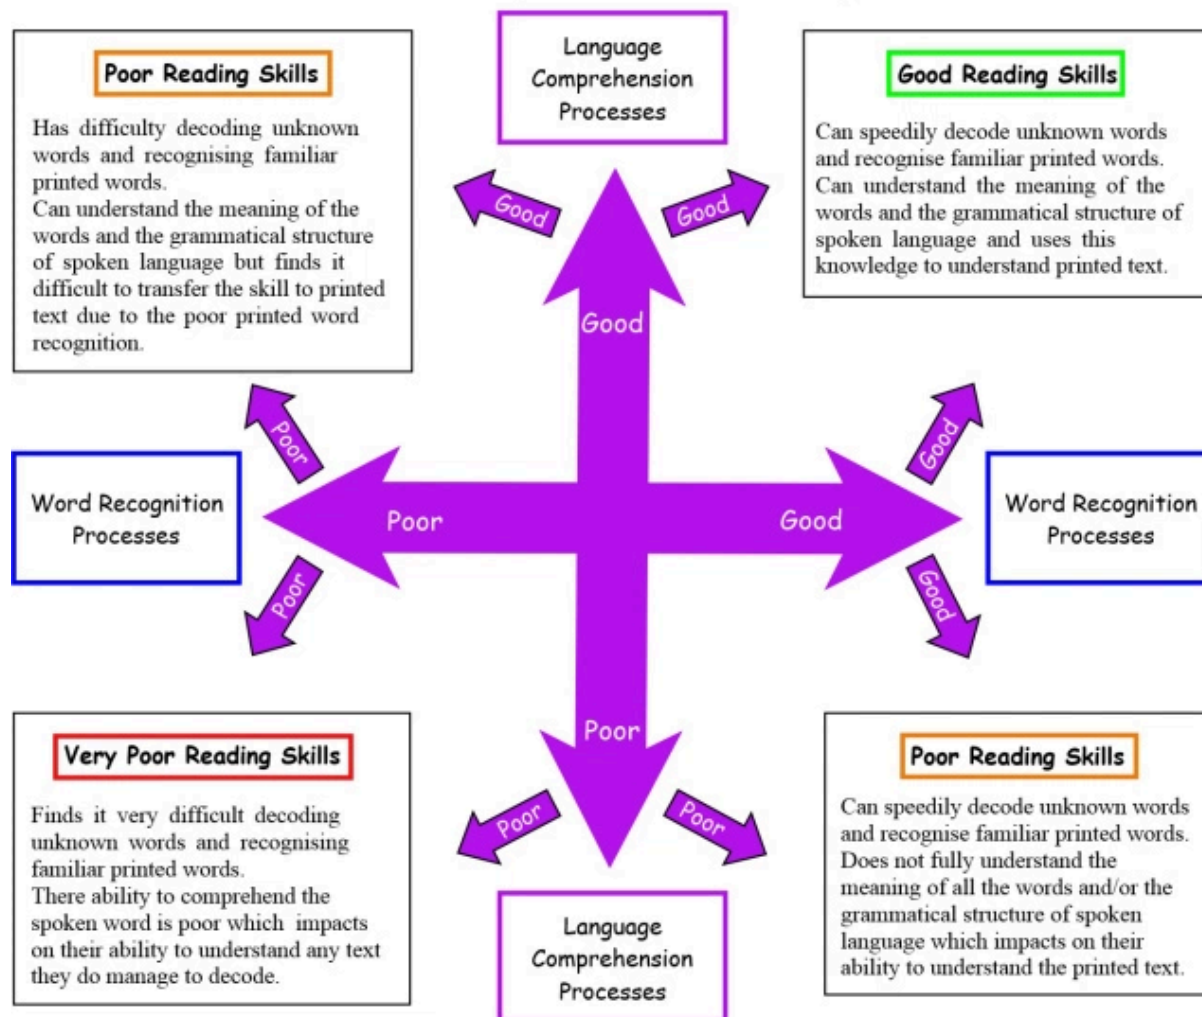 Poor Reading Skills
Has difficulty decoding unknown
words and recognising familiar
printed words.
Can understand the meaning of the
words and the grammatical structure
of spoken language but finds it
difficult to transfer the skill to printed
text due to the poor printed word
recognition.
Language
Comprehension
Processes
Good Reading Skills
Can speedily decode unknown words
and recognise familiar printed words.
Can understand the meaning of the
words and the grammatical structure of
spoken language and uses this
knowledge to understand printed text.
Good
Good
Good
Poor
Good
Word Recognition
Processes
Poor
Good
Word Recognition
Processes
Poor
Good
Poor
Poor
Poor
Very Poor Reading Skills
Finds it very difficult decoding
unknown words and recognising
familiar printed words.
There ability to comprehend the
spoken word is poor which impacts
on their ability to understand any text
they do manage to decode.
Language
Comprehension
Processes
Poor Reading Skills
Can speedily decode unknown words
and recognise familiar printed words.
Does not fully understand the
meaning of all the words and/or the
grammatical structure of spoken
language which impacts on their
ability to understand the printed text.